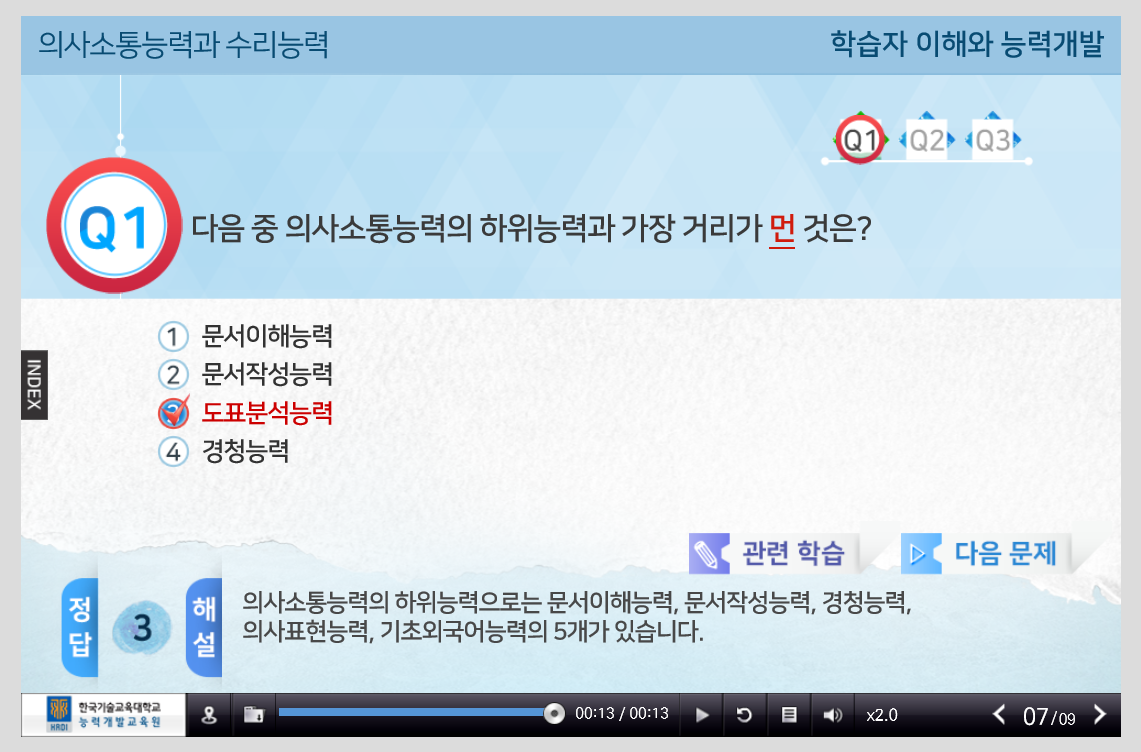 의사소통능력과 수리능력
학습자 이해와 능력개발
Q1 Q2 Q3
Q1 다음 중 의사소통능력의 하위능력과 가장 거리가 먼 것은?
INDEX
1 문서이해능력
2 문서작성능력
도표분석능력
4 경청능력
관련 학습
다음 문제
정답
3
해설
의사소통능력의 하위능력으로는 문서이해능력, 문서작성능력, 경청능력,
의사표현능력, 기초외국어능력의 5개가 있습니다.
HRDI
한국기술교육대학교
능력개발교육원
00:13 / 00:13
x2.0
07/09